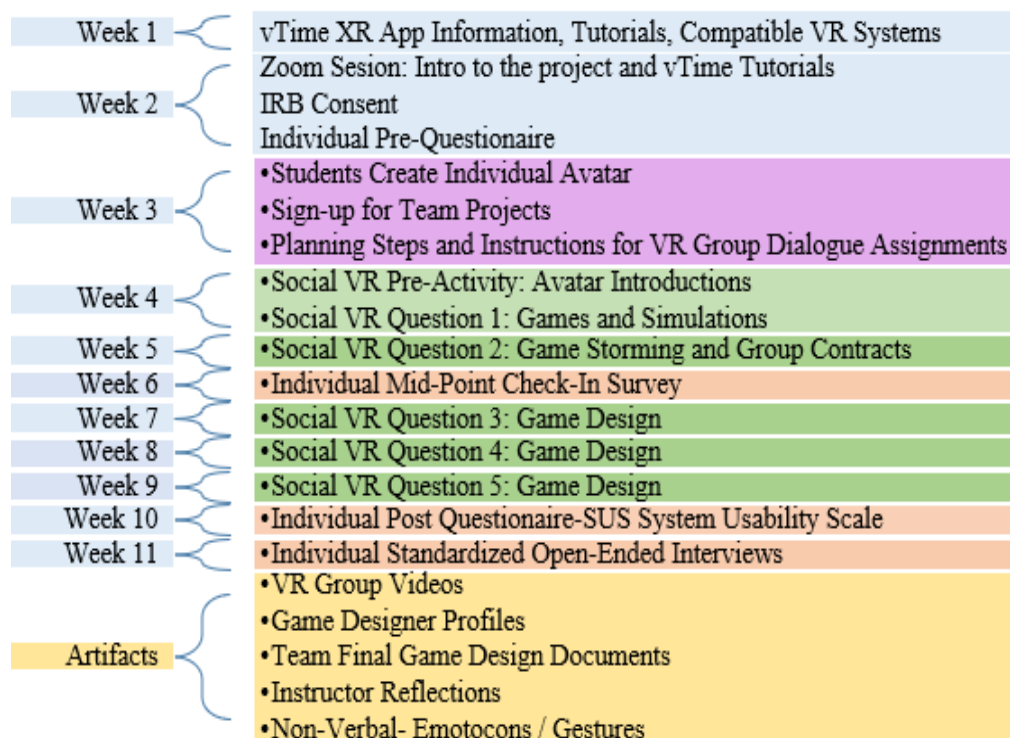 Week 1
vTime XR App Information, Tutorials, Compatible VR Systems
Week 2
Zoom Sesion: Intro to the project and vTime Tutorials
IRB Consent
Individual Pre-Questionaire
Week 3
•Students Create Individual Avatar
•Sign-up for Team Projects
•Planning Steps and Instructions for VR Group Dialogue Assignments
Week 4
•Social VR Pre-Activity: Avatar Introductions
•Social VR Question 1: Games and Simulations
Week 5
•Social VR Question 2: Game Storming and Group Contracts
Week 6
•Individual Mid-Point Check-In Survey
Week 7
•Social VR Question 3: Game Design
Week 8
•Social VR Question 4: Game Design
Week 9
•Social VR Question 5: Game Design
Week 10
•Individual Post Questionaire-SUS System Usability Scale
Week 11
•Individual Standardized Open-Ended Interviews
Artifacts
•VR Group Videos
•Game Designer Profiles
•Team Final Game Design Documents
•Instructor Reflections
•Non-Verbal- Emotocons / Gestures